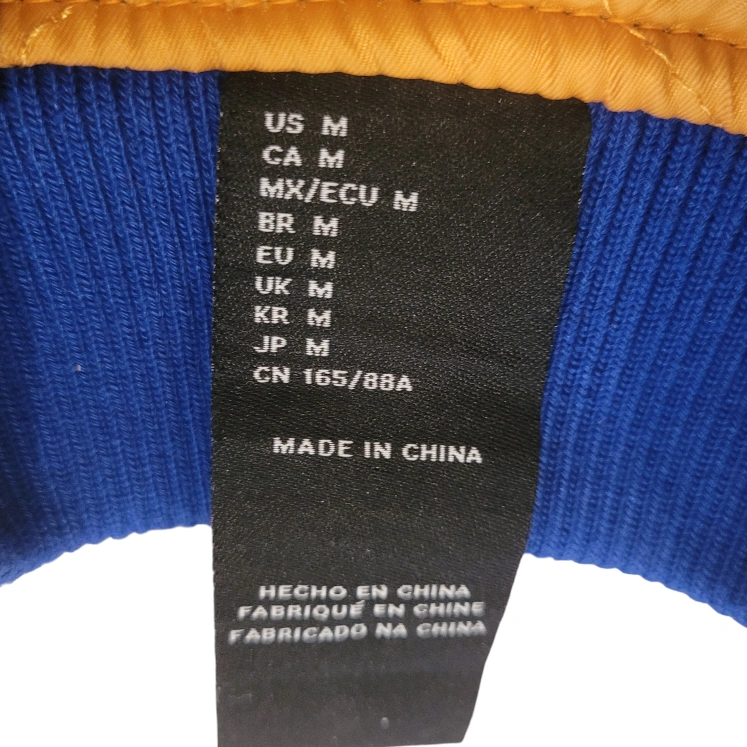 US M
CA M
MX/ECU M
BR M
EU M
UK M
KR M
JP M
CN 165/88A
MADE IN CHINA
HECHO EN CHINA
FABRIQUÉ EN CHINE
FABRICADO NA CHINA